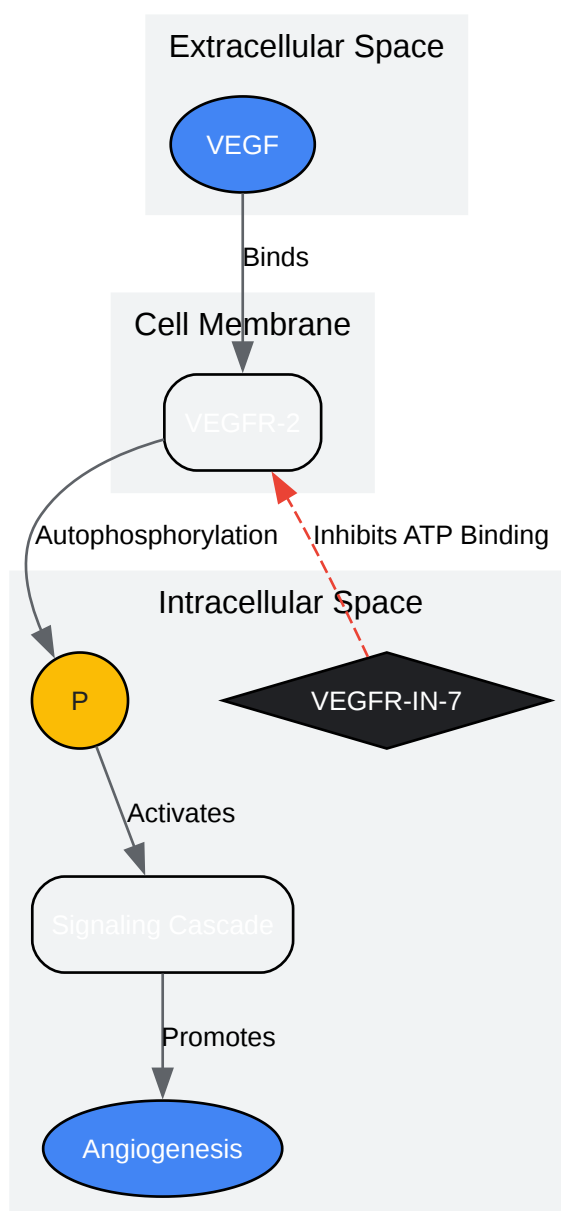 Extracellular Space
VEGF
Binds
Cell Membrane
VEGFR-2
Autophosphorylation
Inhibits ATP Binding
Intracellular Space
P
VEGFR-IN-7
Activates
Signaling Cascade
Promotes
Angiogenesis